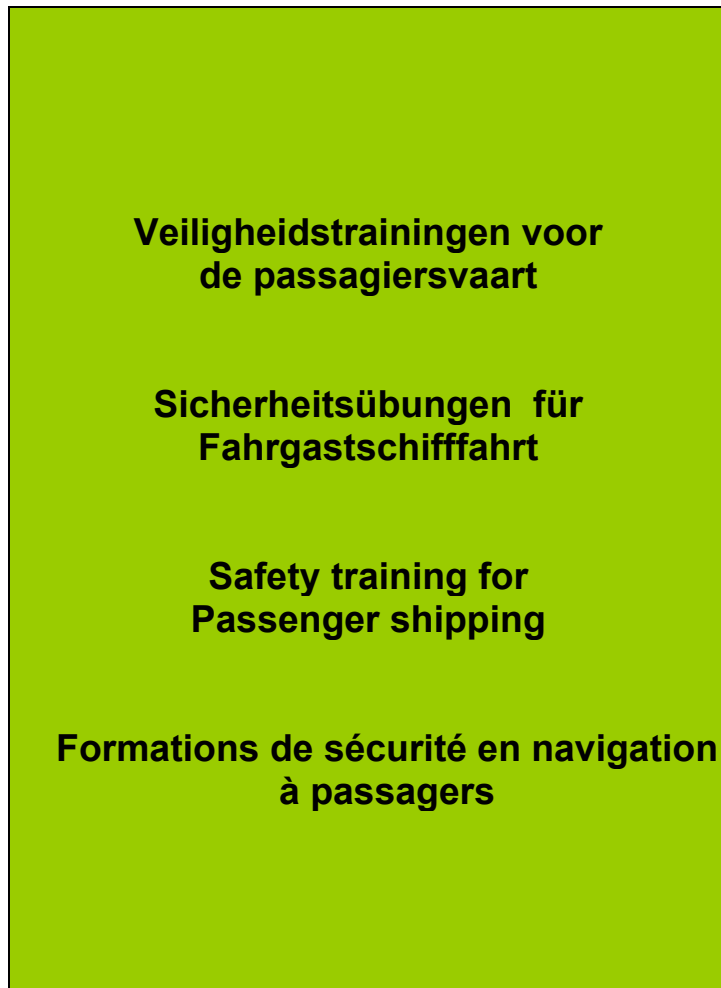 Veiligheidstrainingen voor
de passagiersvaart
Sicherheitsübungen für
Fahrgastschifffahrt
Safety training for
Passenger shipping
Formations de sécurité en navigation
à passagers